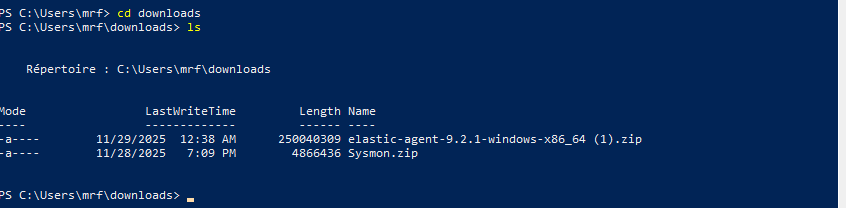 PS C:\Users\mrf> cd downloads
PS C:\Users\mrf\downloads> ls
Répertoire : C:\Users\mrf\downloads
Mode LastWriteTime Length Name
---- ------------- ------ ----
-a---- 11/29/2025 12:38 AM 250040309 elastic-agent-9.2.1-windows-x86_64 (1).zip
-a---- 11/28/2025 7:09 PM 4866436 Sysmon.zip
PS C:\Users\mrf\downloads> _